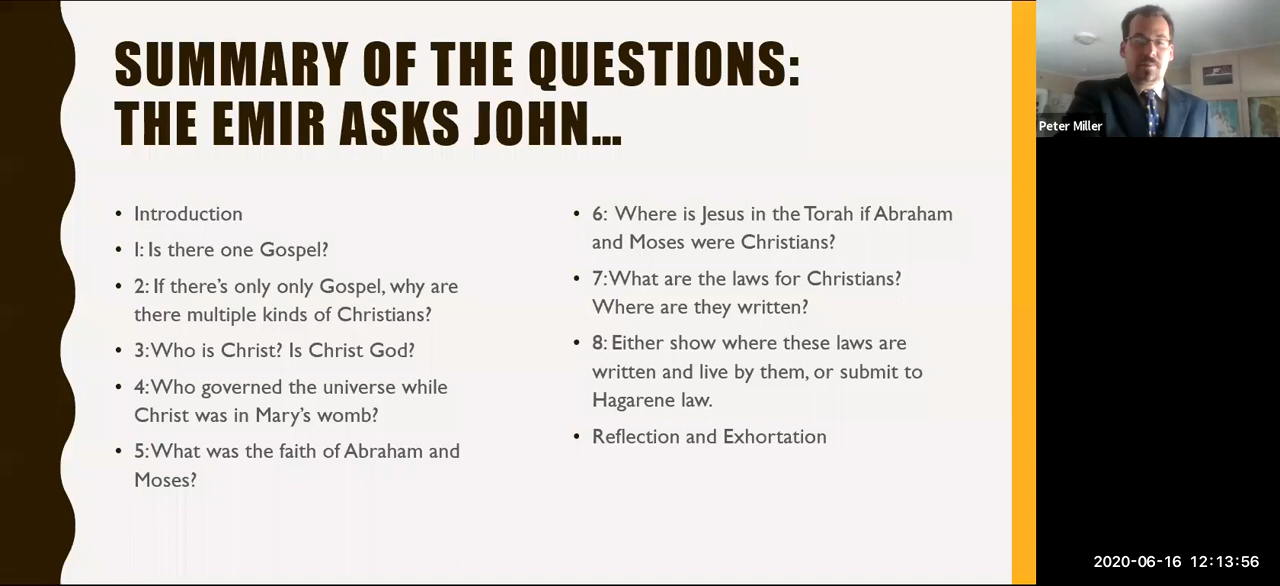 SUMMARY OF THE QUESTIONS:
THE EMIR ASKS JOHN...
• Introduction
• 1: Is there one Gospel?
• 2: If there's only only Gospel, why are
there multiple kinds of Christians?
• 3: Who is Christ? Is Christ God?
• 4: Who governed the universe while
Christ was in Mary's womb?
• 5: What was the faith of Abraham and
Moses?
• 6: Where is Jesus in the Torah if Abraham
and Moses were Christians?
• 7: What are the laws for Christians?
Where are they written?
• 8: Either show where these laws are
written and live by them, or submit to
Hagarene law.
• Reflection and Exhortation
Peter Miller
2020-06-16 12:13:56